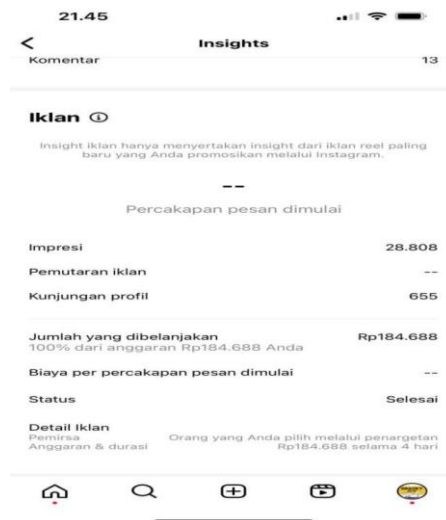 21.45
Insights
Komentar 13
Iklan
Insight iklan hanya menyertakan insight dari iklan reel paling
baru yang Anda promosikan melalui Instagram.
--
Percakapan pesan dimulai
Impresi 28.808
Pemutaran iklan --
Kunjungan profil 655
Jumlah yang dibelanjakan Rp184.688
100% dari anggaran Rp184.688 Anda
Biaya per percakapan pesan dimulai --
Status Selesai
Detail Iklan
Pemirsa Orang yang Anda pilih melalui penargetan
Anggaran & durasi Rp184.688 selama 4 hari